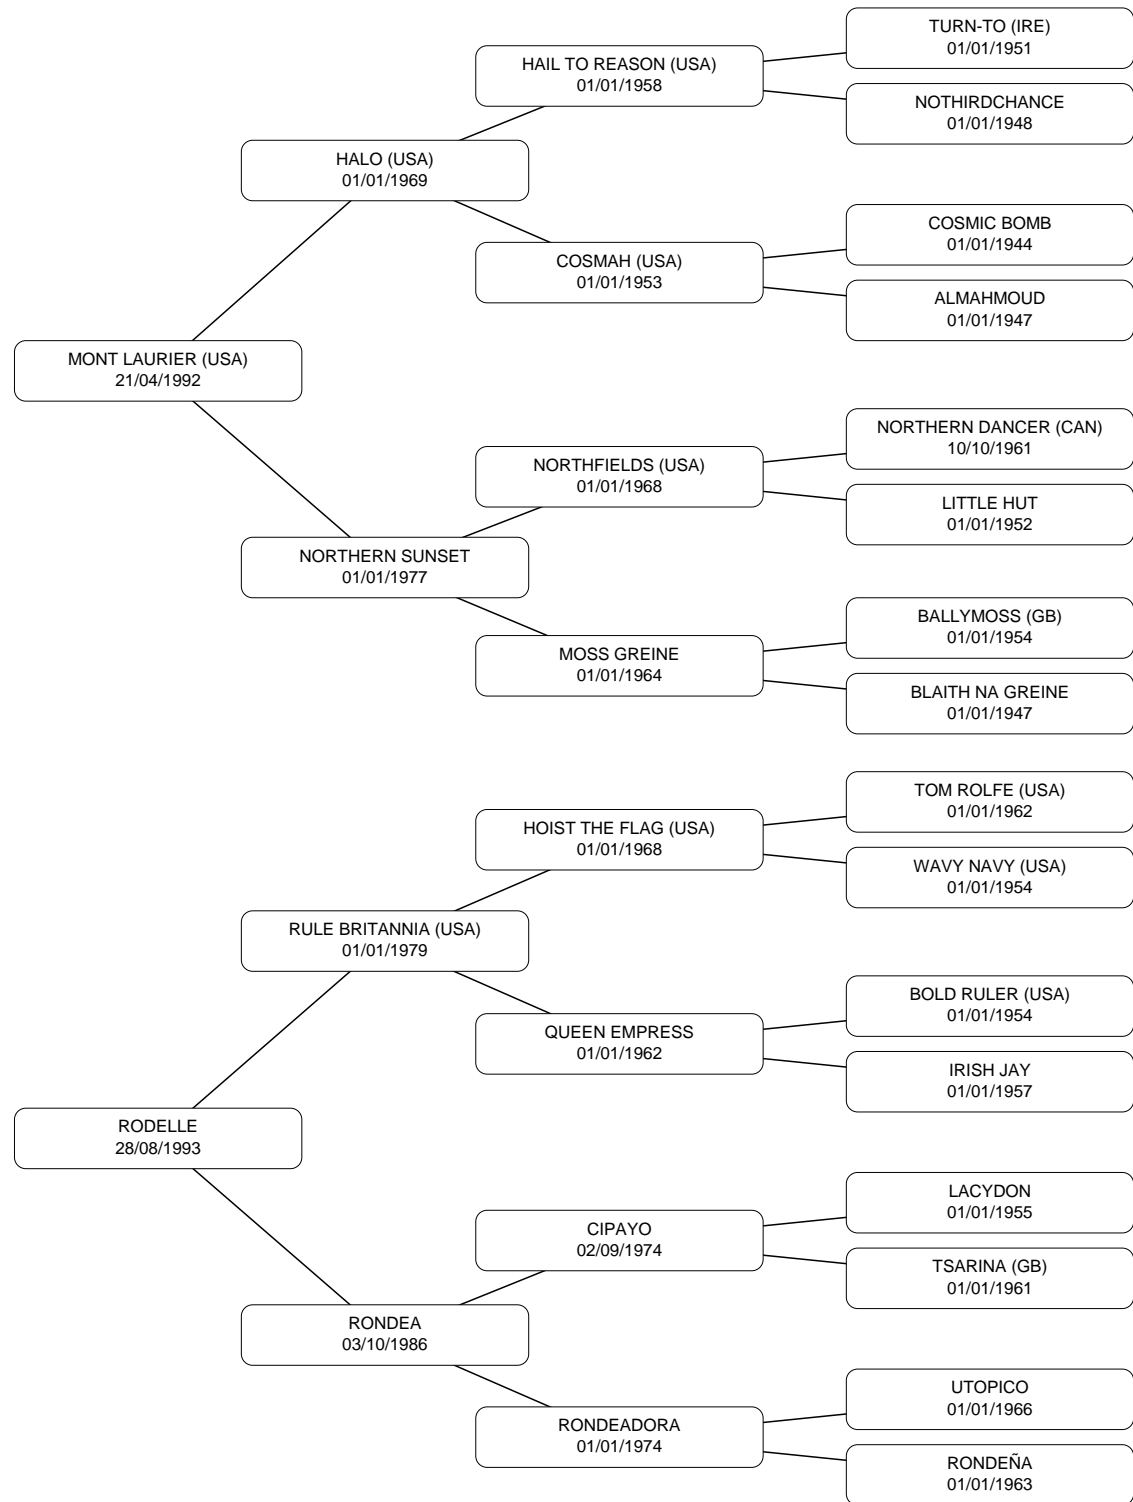 TURN-TO (IRE)
01/01/1951
HAIL TO REASON (USA)
01/01/1958
NOTHIRDCHANCE
01/01/1948
HALO (USA)
01/01/1969
COSMIC BOMB
01/01/1944
COSMAH (USA)
01/01/1953
ALMAHMOUD
01/01/1947
MONT LAURIER (USA)
21/04/1992
NORTHERN DANCER (CAN)
10/10/1961
NORTHFIELDS (USA)
01/01/1968
LITTLE HUT
01/01/1952
NORTHERN SUNSET
01/01/1977
BALLYMOSS (GB)
01/01/1954
MOSS GREINE
01/01/1964
BLAITH NA GREINE
01/01/1947
TOM ROLFE (USA)
01/01/1962
HOIST THE FLAG (USA)
01/01/1968
WAVY NAVY (USA)
01/01/1954
RULE BRITANNIA (USA)
01/01/1979
BOLD RULER (USA)
01/01/1954
QUEEN EMPRESS
01/01/1962
IRISH JAY
01/01/1957
RODELLE
28/08/1993
LACYDON
01/01/1955
CIPAYO
02/09/1974
TSARINA (GB)
01/01/1961
RONDEA
03/10/1986
UTOPICO
01/01/1966
RONDEADORA
01/01/1974
RONDEÑA
01/01/1963